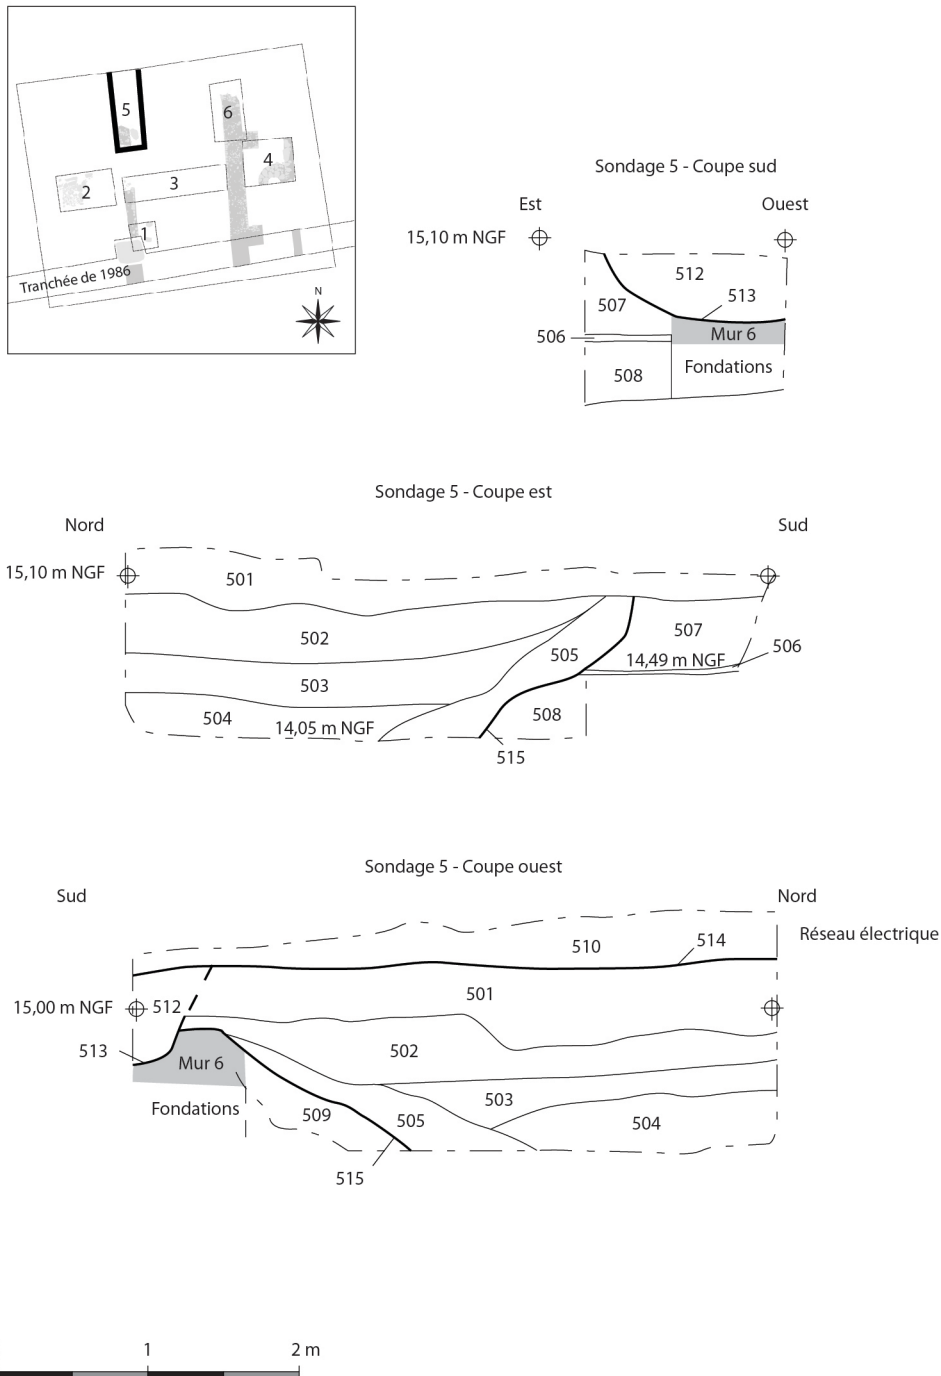 5
6
4
3
2
1
Tranchée de 1986
N
Sondage 5 - Coupe sud
Est
Ouest
15,10 m NGF
512
507
513
506
Mur 6
Fondations
508
Sondage 5 - Coupe est
Nord
Sud
15,10 m NGF
501
502
507
506
505
14,49 m NGF
503
504
14,05 m NGF
508
515
Sondage 5 - Coupe ouest
Sud
Nord
Réseau électrique
510
514
501
15,00 m NGF
512
513
502
Mur 6
503
Fondations
509
505
504
515
1
2 m